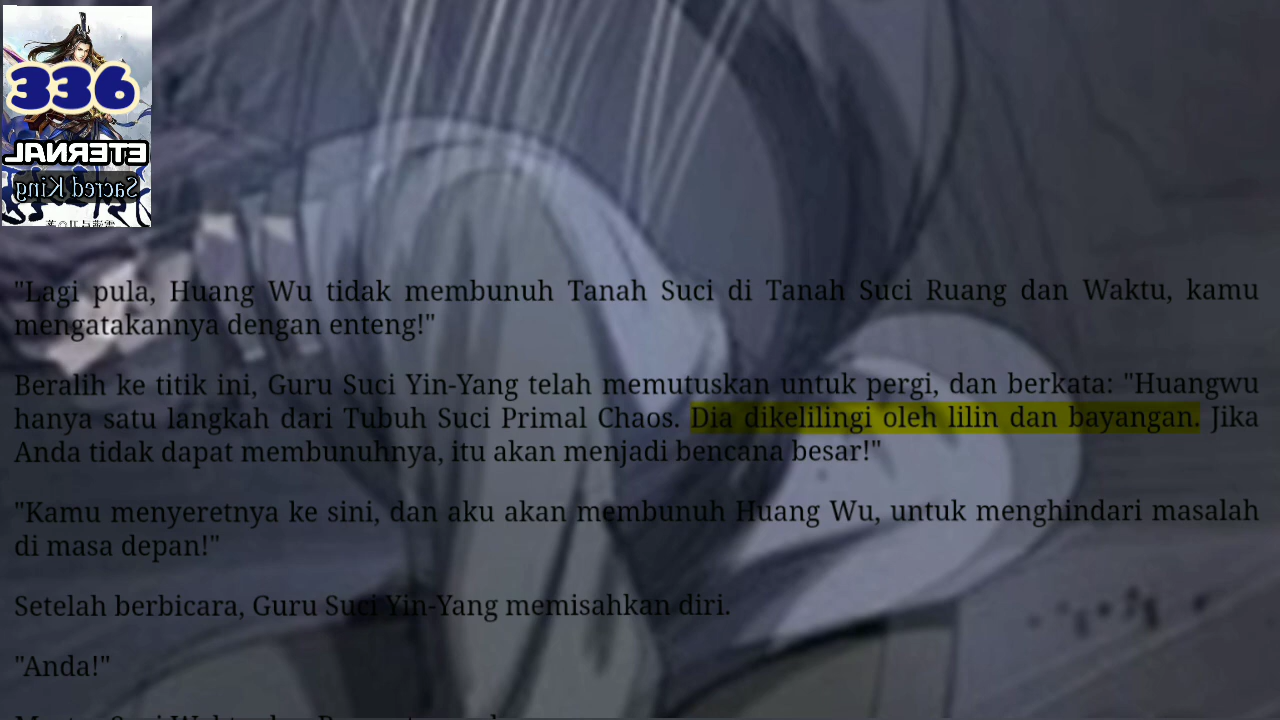 336
ETERNAL
Sacred King
"Lagi pula, Huang Wu tidak membunuh Tanah Suci di Tanah Suci Ruang dan Waktu, kamu
mengatakannya dengan enteng!"
Beralih ke titik ini, Guru Suci Yin-Yang telah memutuskan untuk pergi, dan berkata: "Huangwu
hanya satu langkah dari Tubuh Suci Primal Chaos. Dia dikelilingi oleh lilin dan bayangan. Jika
Anda tidak dapat membunuhnya, itu akan menjadi bencana besar!"
"Kamu menyeretnya ke sini, dan aku akan membunuh Huang Wu, untuk menghindari masalah
di masa depan!"
Setelah berbicara, Guru Suci Yin-Yang memisahkan diri.
"Anda!"